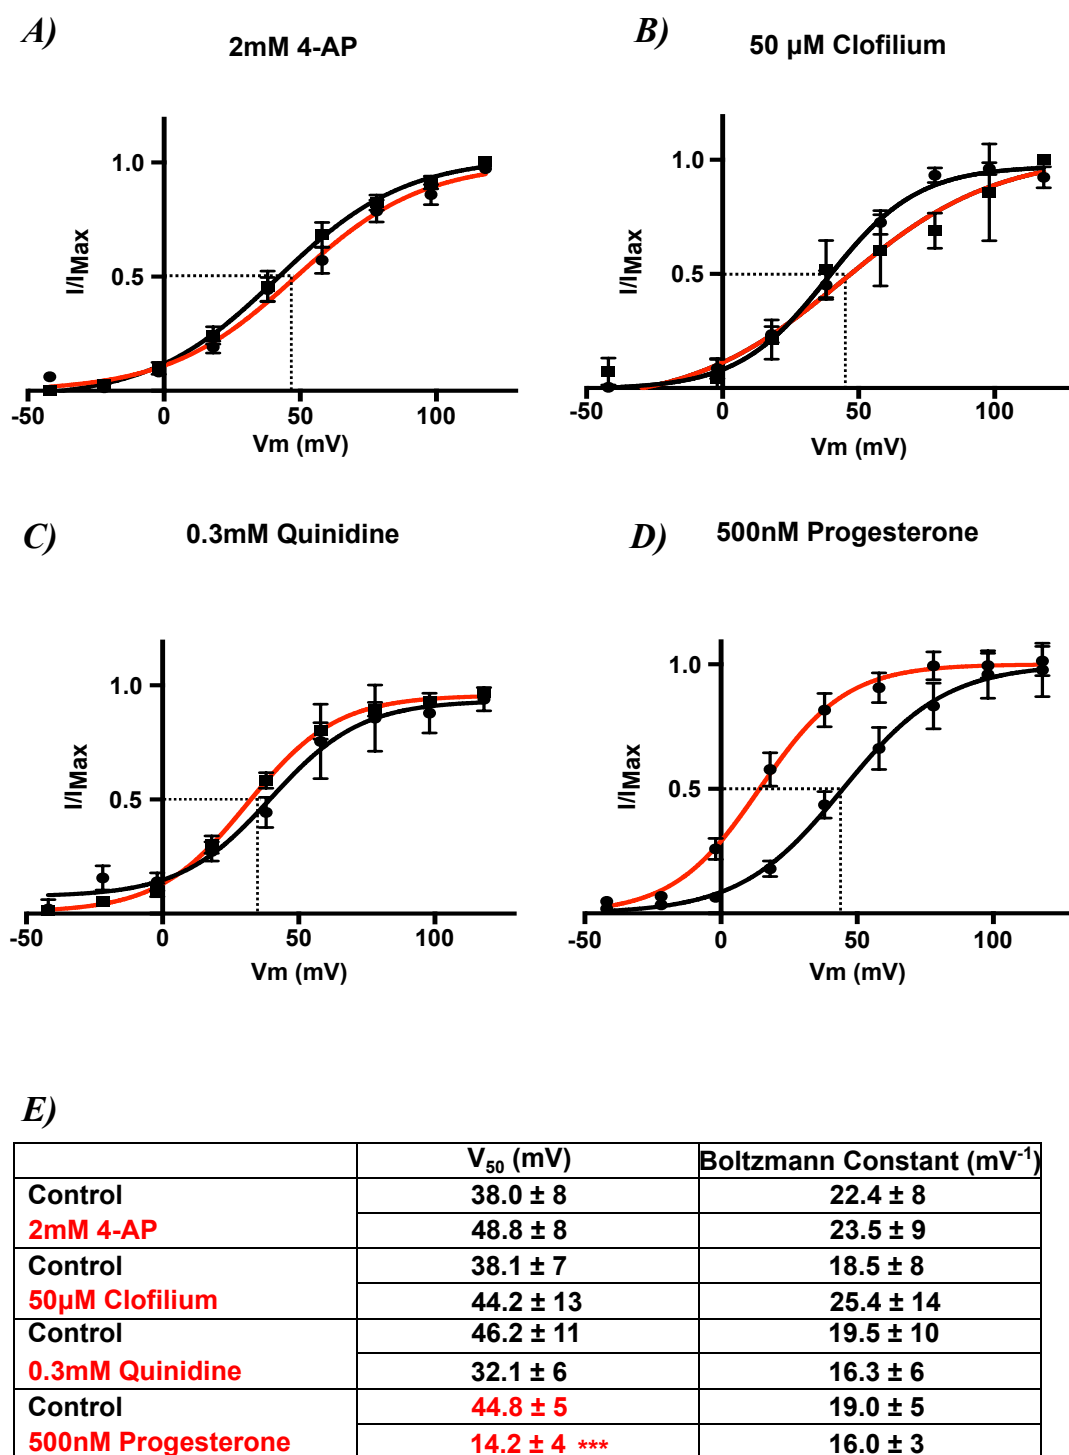 A)
2mM 4-AP
1.0
0.5
I/IMax
-50 0 50 100
Vm (mV)
B)
50 µM Clofilium
1.0
0.5
I/IMax
-50 0 50 100
Vm (mV)
C)
0.3mM Quinidine
1.0
0.5
I/IMax
-50 0 50 100
Vm (mV)
D)
500nM Progesterone
1.0
0.5
I/IMax
-50 0 50 100
Vm (mV)
E)
V50 (mV) Boltzmann Constant (mV-1)
Control 38.0 ± 8 22.4 ± 8
2mM 4-AP 48.8 ± 8 23.5 ± 9
Control 38.1 ± 7 18.5 ± 8
50µM Clofilium 44.2 ± 13 25.4 ± 14
Control 46.2 ± 11 19.5 ± 10
0.3mM Quinidine 32.1 ± 6 16.3 ± 6
Control 44.8 ± 5 19.0 ± 5
500nM Progesterone 14.2 ± 4 *** 16.0 ± 3